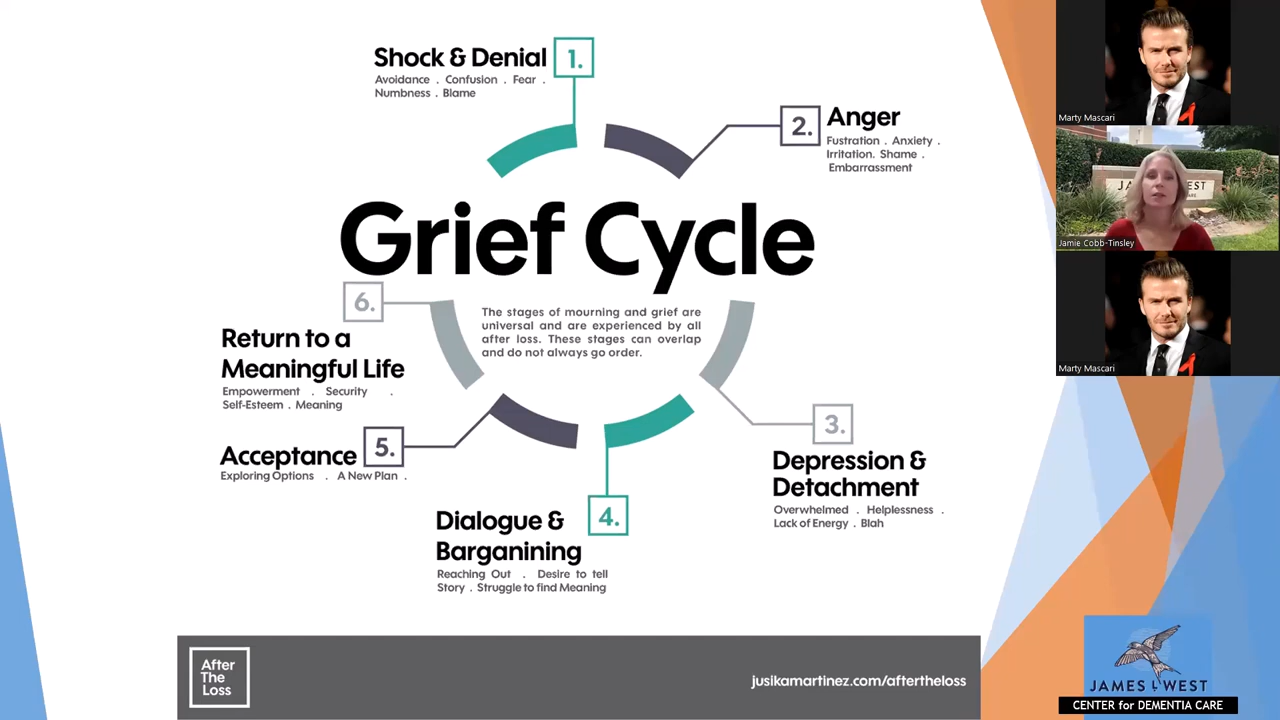 Shock & Denial
1.
Avoidance . Confusion . Fear .
Numbness . Blame
2.
Anger
Fustration . Anxiety .
Irritation. Shame .
Embarrassment
Grief Cycle
The stages of mourning and grief are
universal and are experienced by all
after loss. These stages can overlap
and do not always go order.
3.
Depression &
Detachment
Overwhelmed . Helplessness .
Lack of Energy . Blah
4.
Dialogue &
Barganining
Reaching Out . Desire to tell
Story . Struggle to find Meaning
5.
Acceptance
Exploring Options . A New Plan .
6.
Return to a
Meaningful Life
Empowerment . Security .
Self-Esteem . Meaning
After
The
Loss
jusikamartinez.com/aftertheloss
Marty Mascari
Jamie Cobb-Tinsley
Marty Mascari
JAMES L WEST
CENTER for DEMENTIA CARE